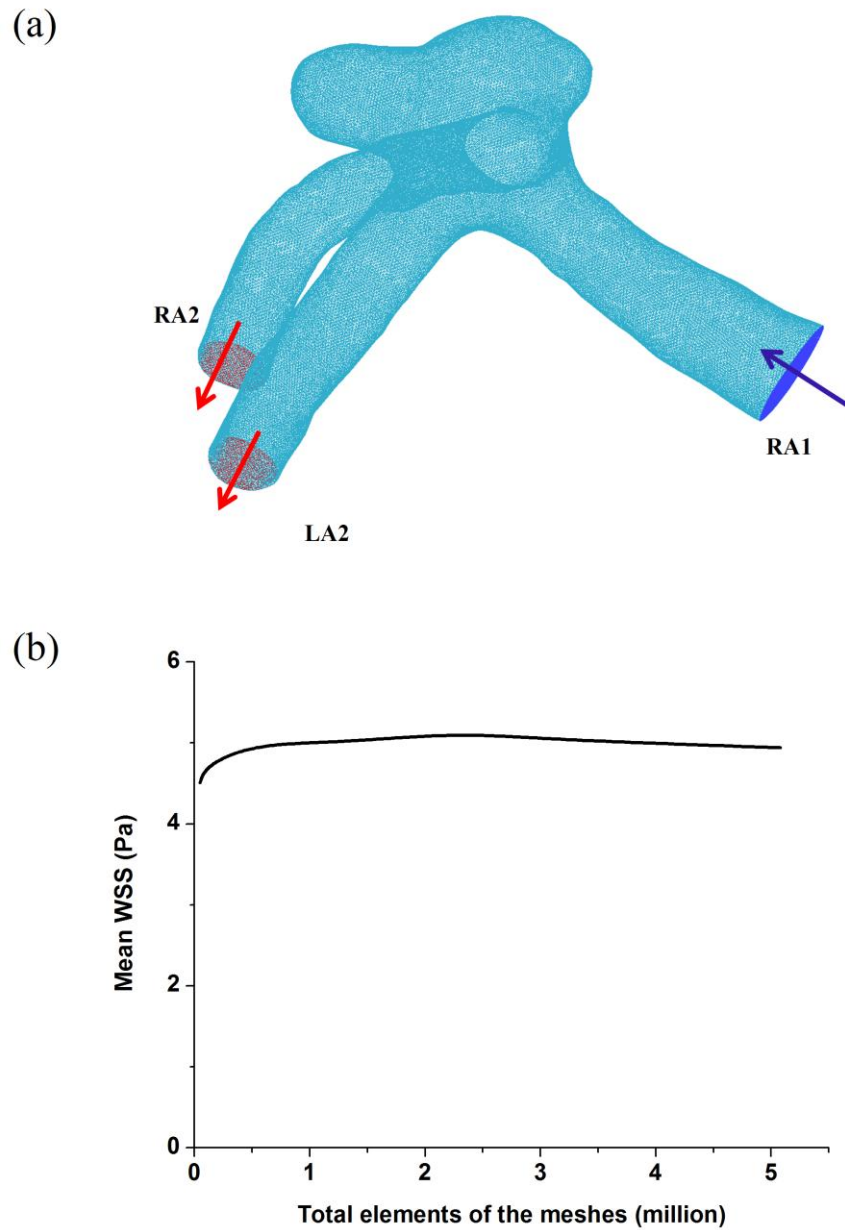 (a)
RA2
RA1
LA2
(b)
6
4
2
0
Mean WSS (Pa)
0 1 2 3 4 5
Total elements of the meshes (million)